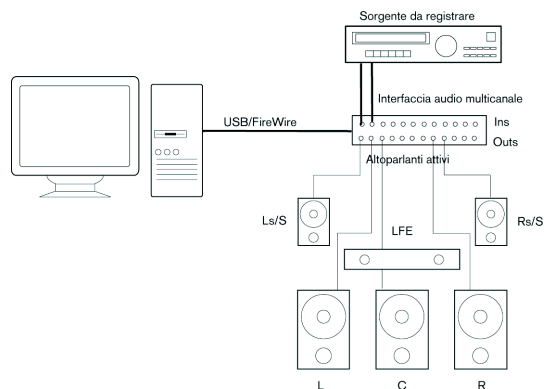 Sorgente da registrare
Interfaccia audio multicanale
USB/FireWire
Ins
Outs
Altoparlanti attivi
Ls/S
Rs/S
LFE
L
C
R